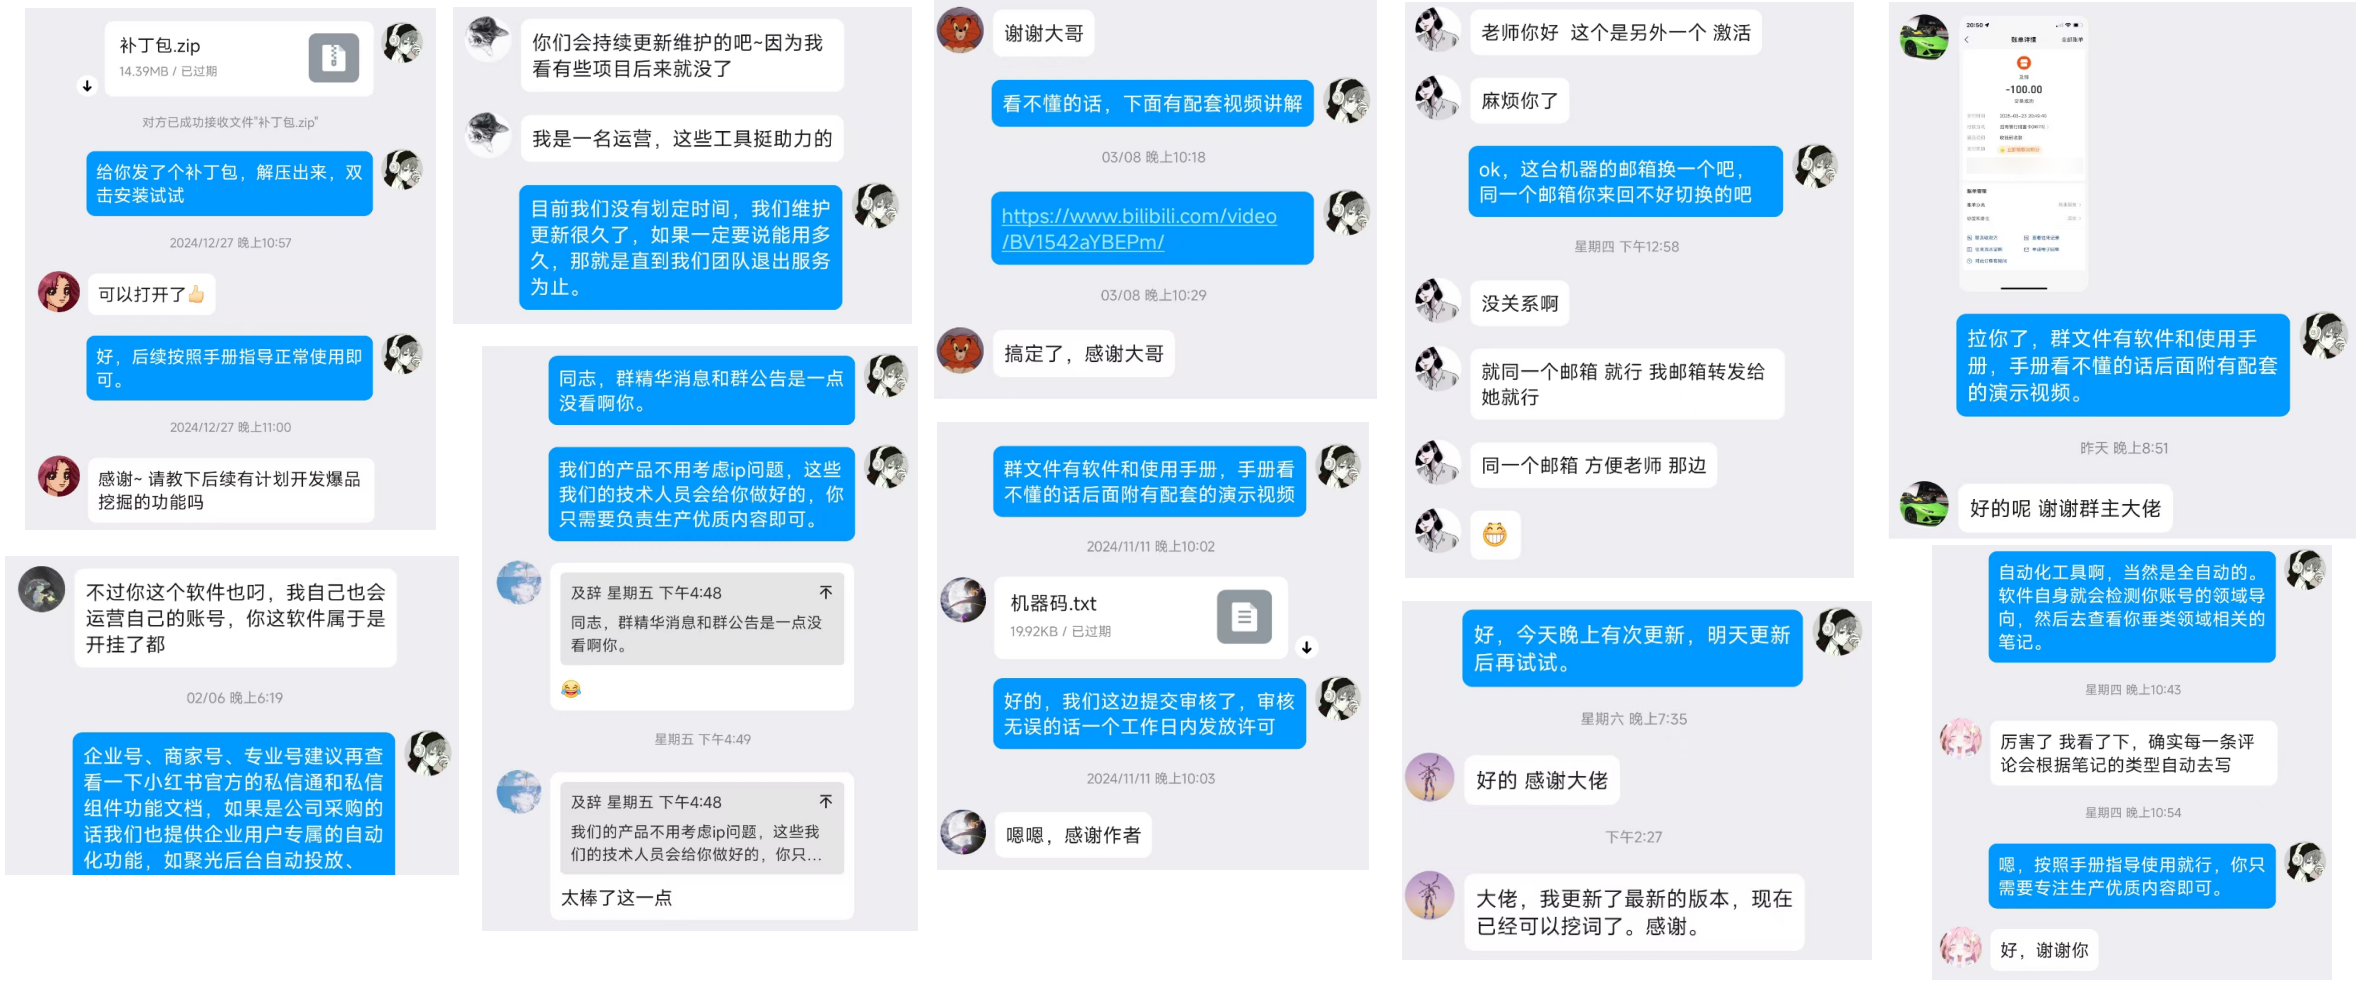 补丁包.zip
14.39MB / 已过期
对方已成功接收文件"补丁包.zip"
给你发了个补丁包，解压出来，双
击安装试试
2024/12/27 晚上10:57
可以打开了👍🏻
好，后续按照手册指导正常使用即
可。
2024/12/27 晚上11:00
感谢~ 请教下后续有计划开发爆品
挖掘的功能吗
不过你这个软件也叼，我自己也会
运营自己的账号，你这软件属于是
开挂了都
02/06 晚上6:19
企业号、商家号、专业号建议再查
看一下小红书官方的私信通和私信
组件功能文档，如果是公司采购的
话我们也提供企业用户专属的自动
化功能，如聚光后台自动投放、
你们会持续更新维护的吧~因为我
看有些项目后来就没了
我是一名运营，这些工具挺助力的
目前我们没有划定时间，我们维护
更新很久了，如果一定要说能用多
久，那就是直到我们团队退出服务
为止。
同志，群精华消息和群公告是一点
没看啊你。
我们的产品不用考虑ip问题，这些
我们的技术人员会给你做好的，你
只需要负责生产优质内容即可。
及辞 星期五 下午4:48
同志，群精华消息和群公告是一点没
看啊你。
😂
星期五 下午4:49
及辞 星期五 下午4:48
我们的产品不用考虑ip问题，这些我
们的技术人员会给你做好的，你只...
太棒了这一点
谢谢大哥
看不懂的话，下面有配套视频讲解
03/08 晚上10:18
https://www.bilibili.com/video
/BV1542aYBEPm/
03/08 晚上10:29
搞定了，感谢大哥
群文件有软件和使用手册，手册看
不懂的话后面附有配套的演示视频
2024/11/11 晚上10:02
机器码.txt
19.92KB / 已过期
好的，我们这边提交审核了，审核
无误的话一个工作日内发放许可
2024/11/11 晚上10:03
嗯嗯，感谢作者
老师你好 这个是另外一个 激活
麻烦你了
ok，这台机器的邮箱换一个吧，
同一个邮箱你来回不好切换的吧
星期四 下午12:58
没关系啊
就同一个邮箱 就行 我邮箱转发给
她就行
同一个邮箱 方便老师 那边
😁
好，今天晚上有次更新，明天更新
后再试试。
星期六 晚上7:35
好的 感谢大佬
下午2:27
大佬，我更新了最新的版本，现在
已经可以挖词了。感谢。
20:50
账单详情
全部账单
-100.00
交易成功
拉你了，群文件有软件和使用手
册，手册看不懂的话后面附有配套
的演示视频。
昨天 晚上8:51
好的呢 谢谢群主大佬
自动化工具啊，当然是全自动的。
软件自身就会检测你账号的领域导
向，然后去查看你垂类领域相关的
笔记。
星期四 晚上10:43
厉害了 我看了下，确实每一条评
论会根据笔记的类型自动去写
星期四 晚上10:54
嗯，按照手册指导使用就行，你只
需要专注生产优质内容即可。
好，谢谢你